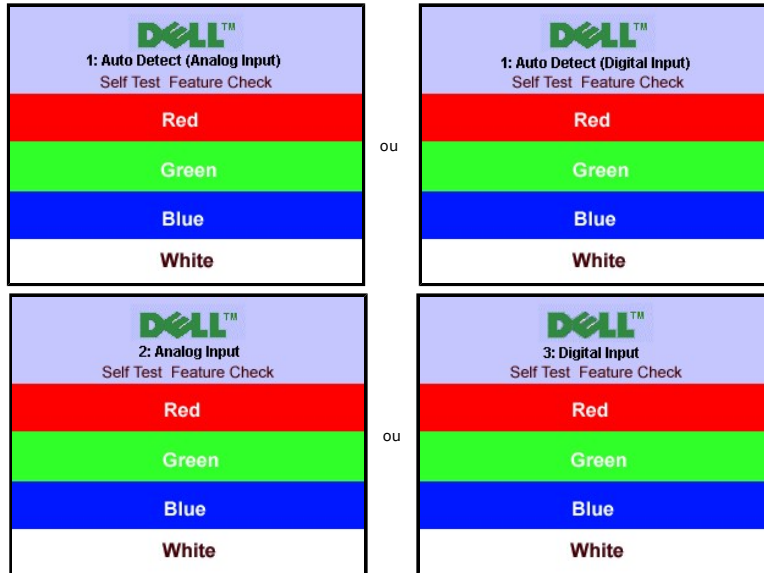 DELL™
1: Auto Detect (Analog Input)
Self Test Feature Check
Red
Green
Blue
White
ou
DELL™
1: Auto Detect (Digital Input)
Self Test Feature Check
Red
Green
Blue
White
DELL™
2: Analog Input
Self Test Feature Check
Red
Green
Blue
White
ou
DELL™
3: Digital Input
Self Test Feature Check
Red
Green
Blue
White